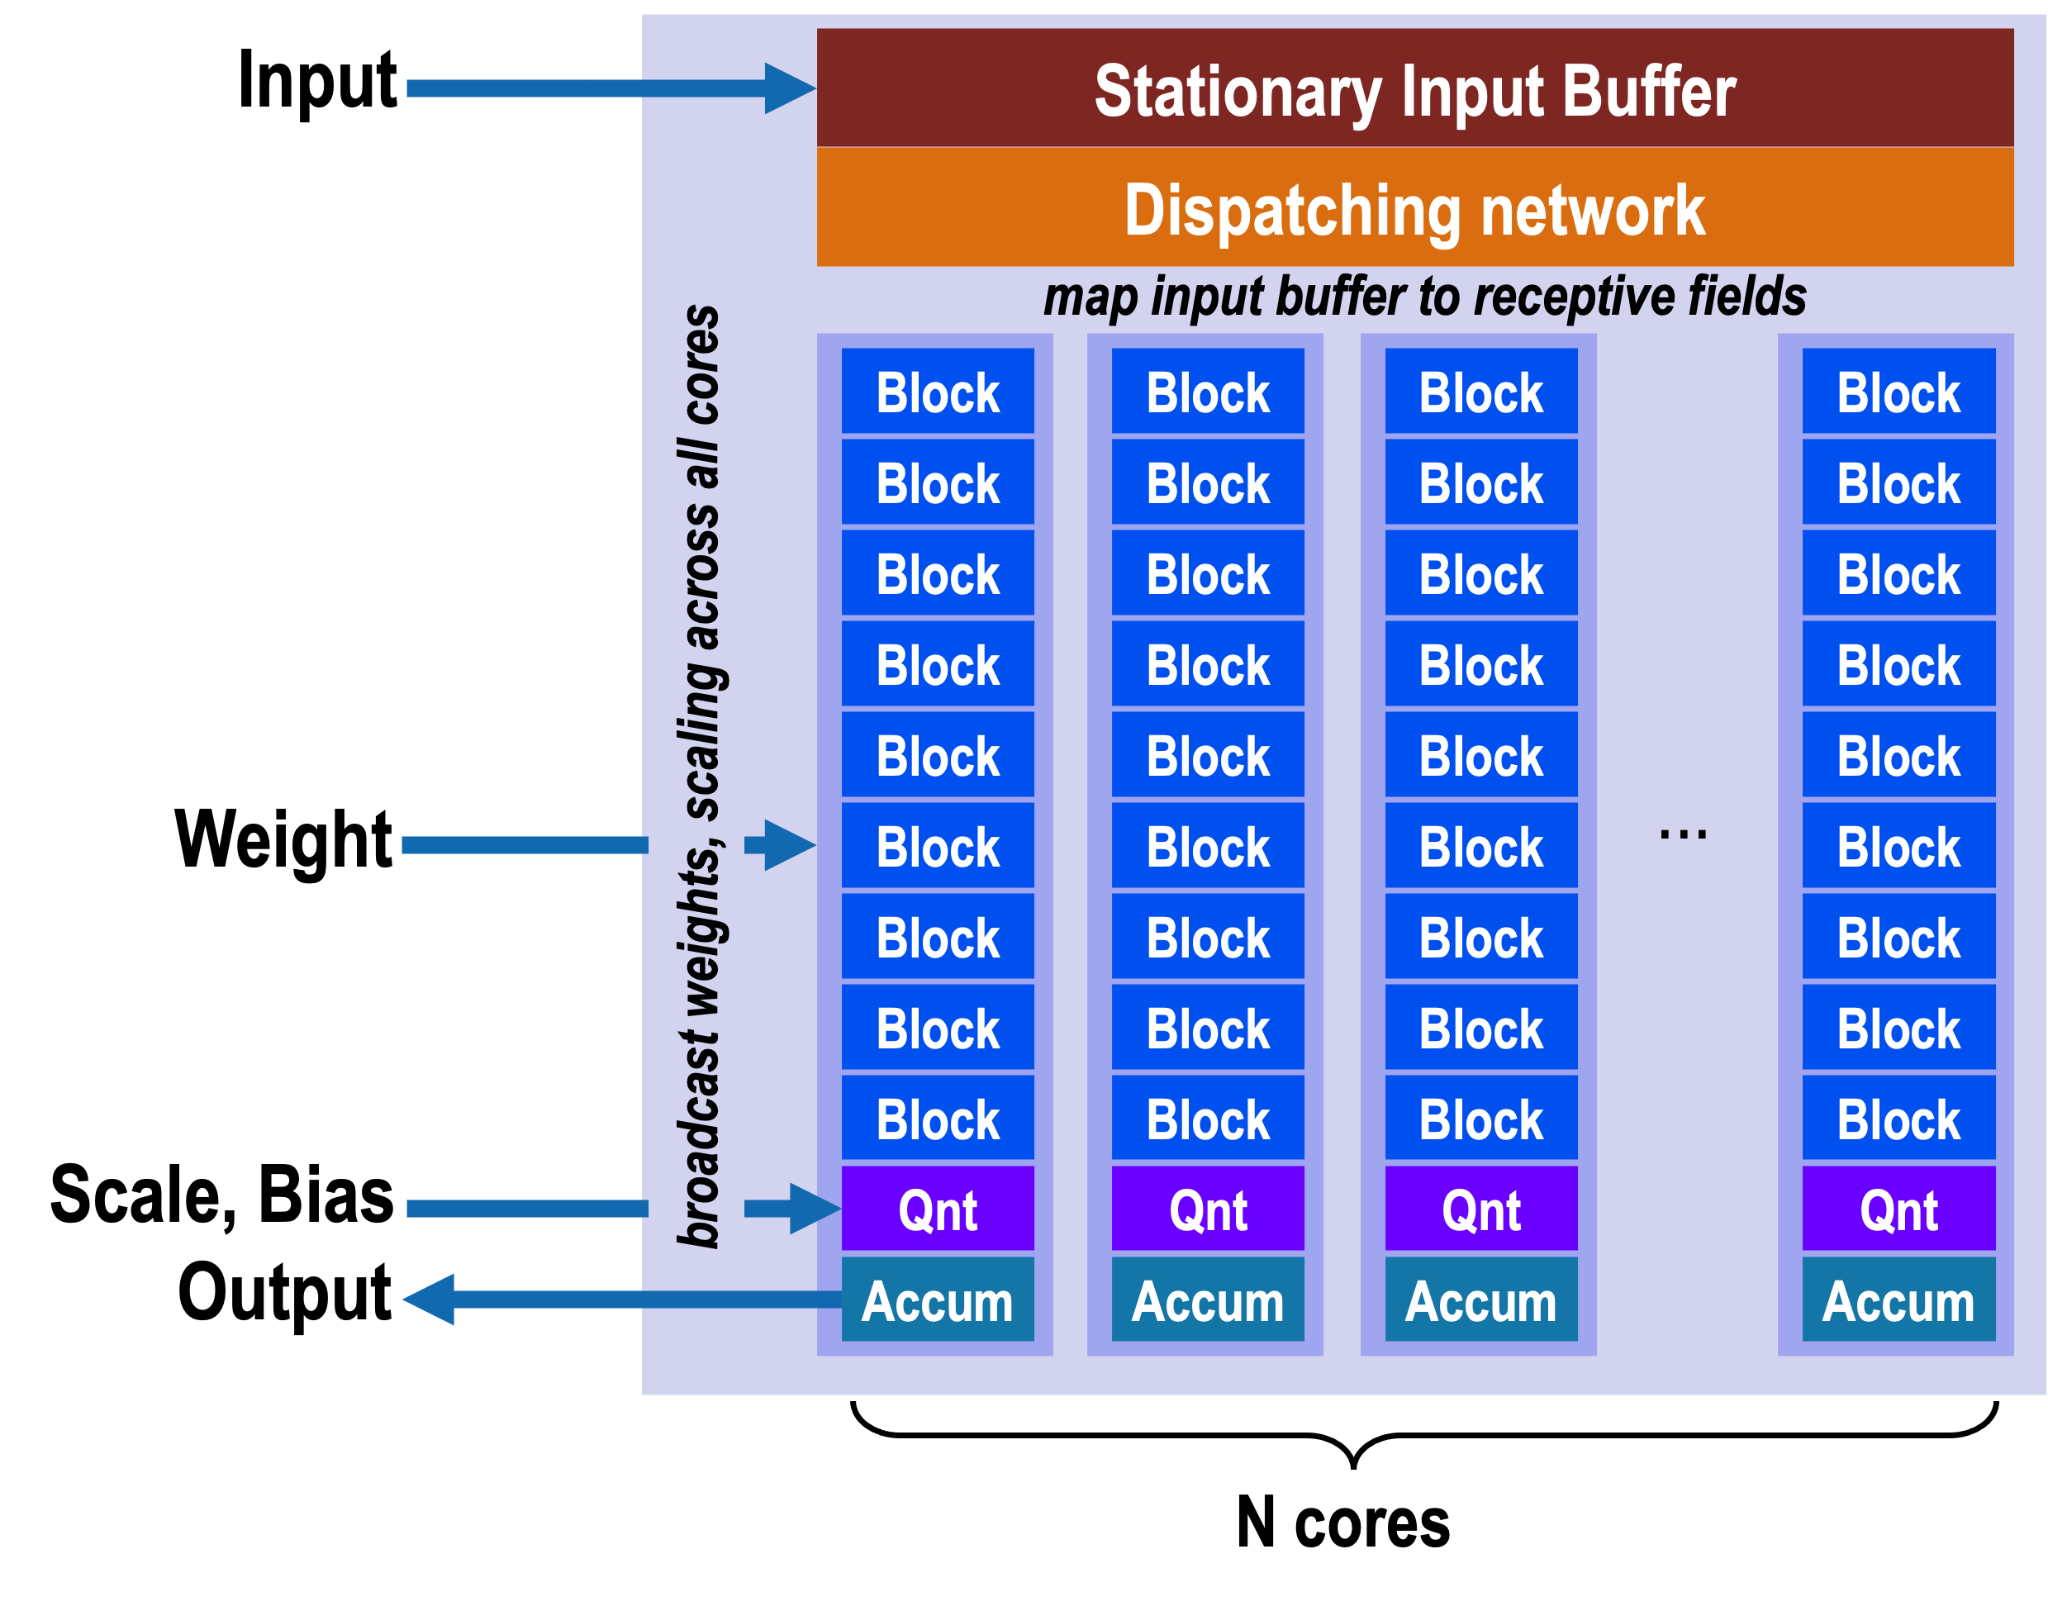 Input
Stationary Input Buffer
Dispatching network
map input buffer to receptive fields
broadcast weights, scaling across all cores
Block Block Block Block
Block Block Block Block
Block Block Block Block
Block Block Block Block
Block Block Block Block
Weight
Block Block Block ... Block
Block Block Block Block
Block Block Block Block
Block Block Block Block
Scale, Bias
Qnt Qnt Qnt Qnt
Output
Accum Accum Accum Accum
N cores